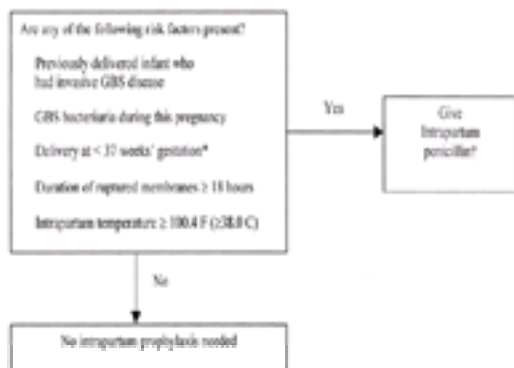 Are any of the following risk factors present?
Previously delivered infant who
had invasive GBS disease
GBS bacteriuria during this pregnancy
Delivery at < 37 weeks' gestation*
Duration of ruptured membranes ≥ 18 hours
Intrapartum temperature ≥ 100.4 F (≥38.0 C)
Yes
Give
Intrapartum
penicillin†
No
No intrapartum prophylaxis needed